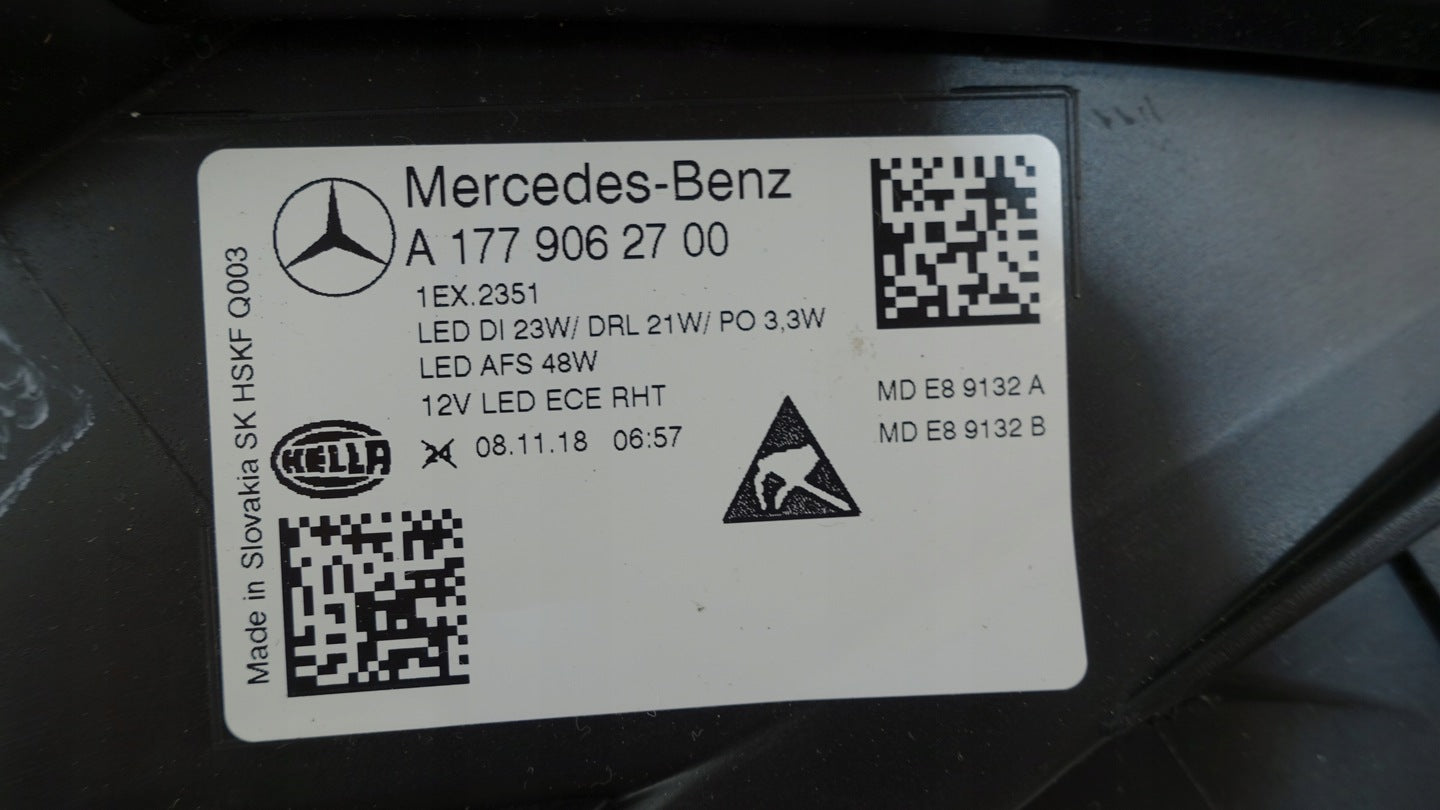 Mercedes-Benz
A 177 906 27 00
1EX.2351
LED DI 23W/ DRL 21W/ PO 3,3W
LED AFS 48W
12V LED ECE RHT
24 08.11.18 06:57
HELLA
Made in Slovakia SK HSKF Q003
MD E8 9132 A
MD E8 9132 B